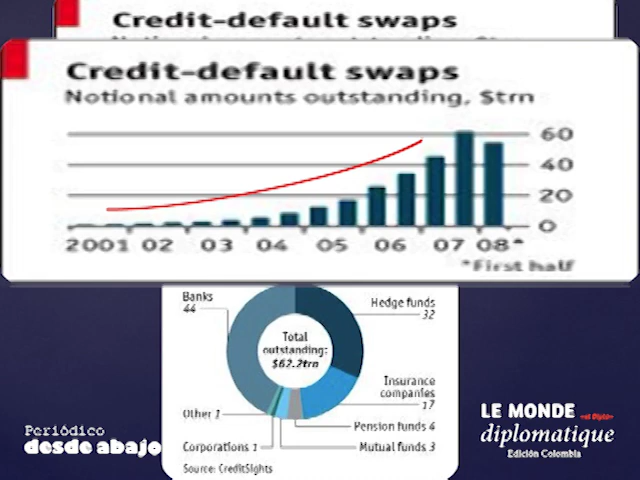 Credit-default swaps
Credit-default swaps
Notional amounts outstanding, $trn
60
40
20
0
2001 02 03 04 05 06 07 08*
*First half
Banks
44
Hedge funds
32
Total
outstanding:
$62.2trn
Insurance
companies
17
Other 1
Pension funds 4
Corporations 1
Mutual funds 3
Source: CreditSights
Periódico
desde abajo
LE MONDE «el Dipló»
diplomatique
Edición Colombia